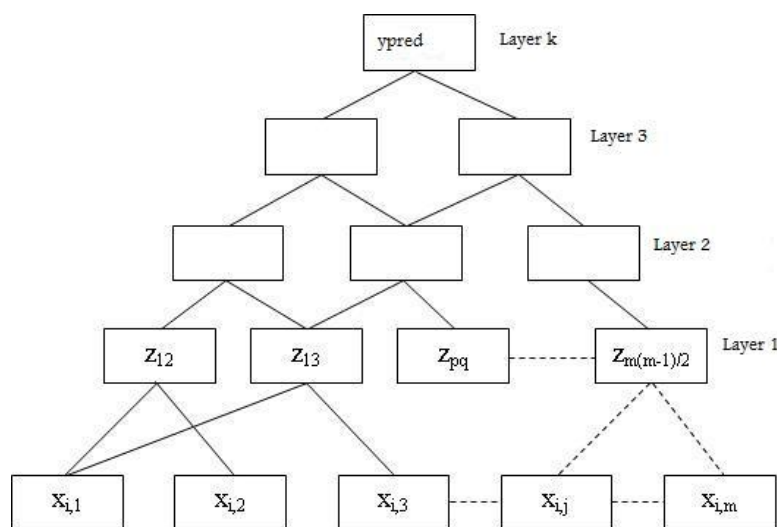 ypred Layer k
Layer 3
Layer 2
z12 z13 zpq zm(m-1)/2 Layer 1
xi,1 xi,2 xi,3 xi,j xi,m